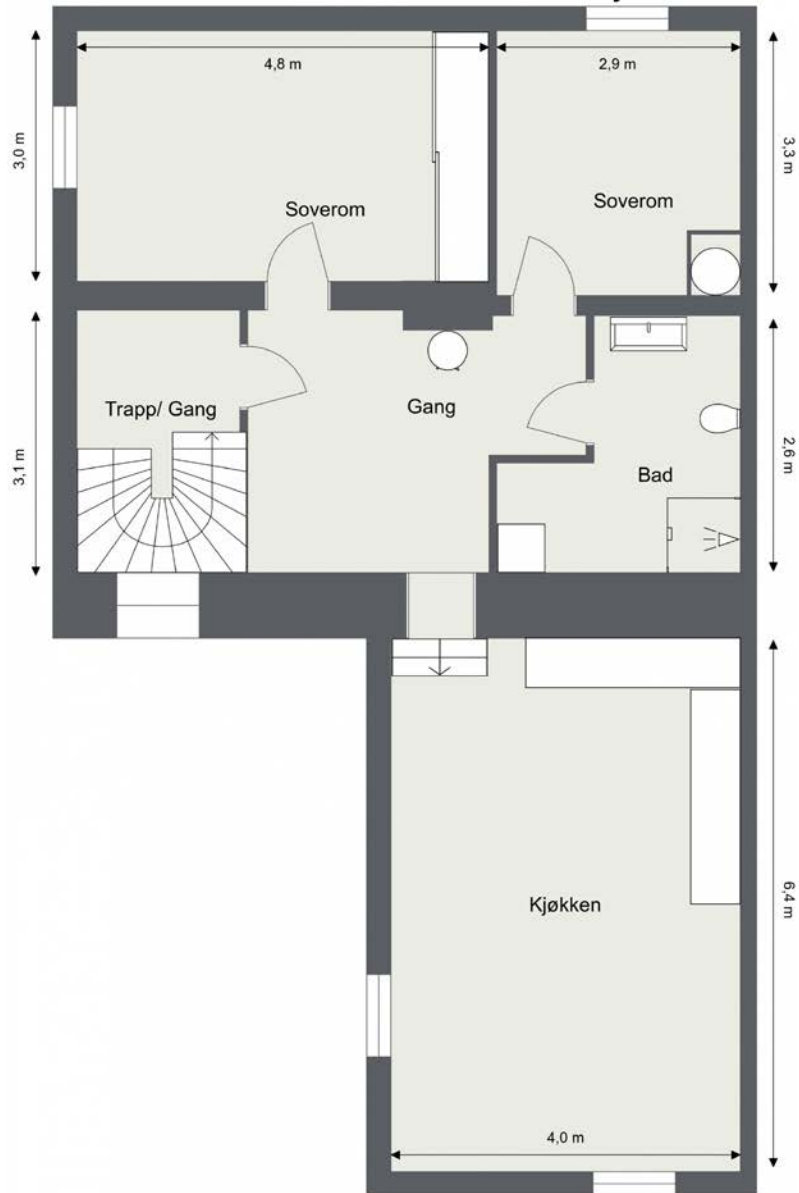 4,8 m
2,9 m
3,0 m
3,3 m
Soverom
Soverom
Trapp/ Gang
Gang
3,1 m
2,6 m
Bad
Kjøkken
6,4 m
4,0 m